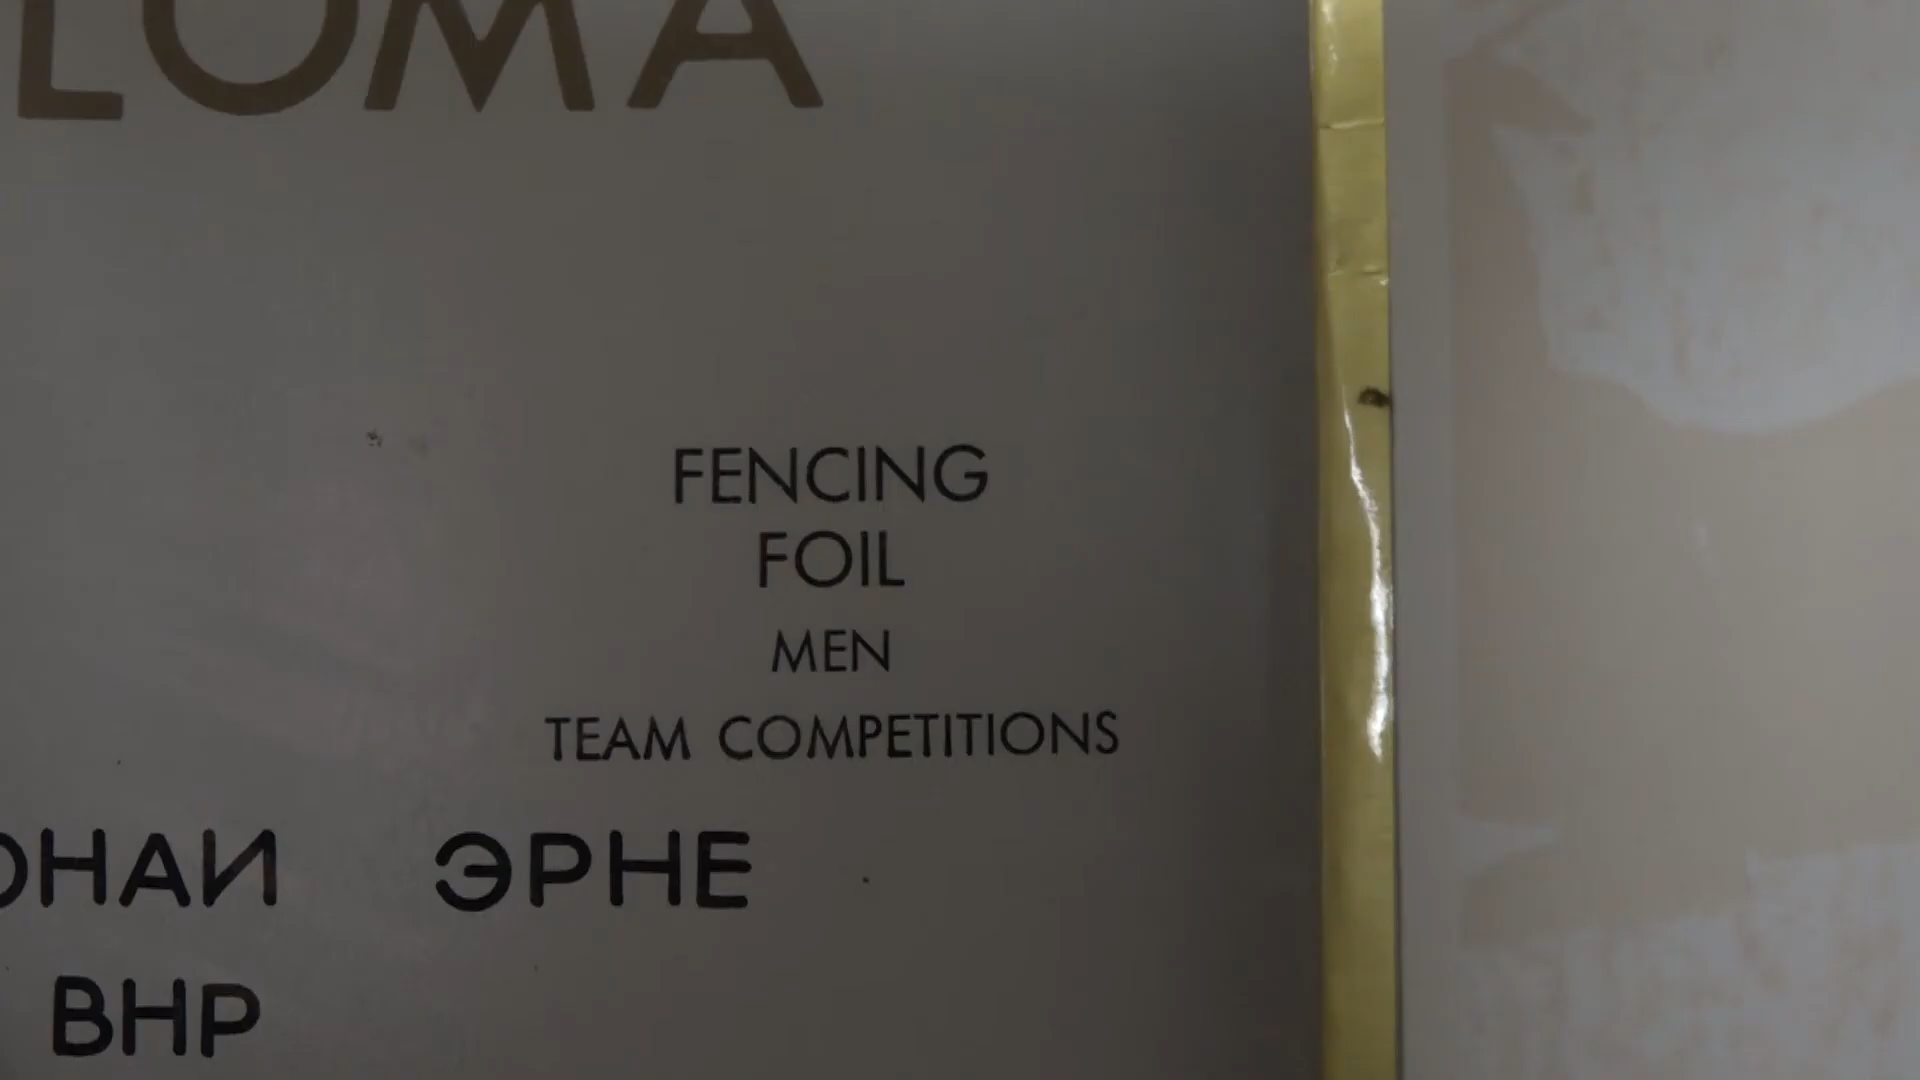 LOMA
FENCING
FOIL
MEN
TEAM COMPETITIONS
ОНАИ ЭРНЕ
ВНР